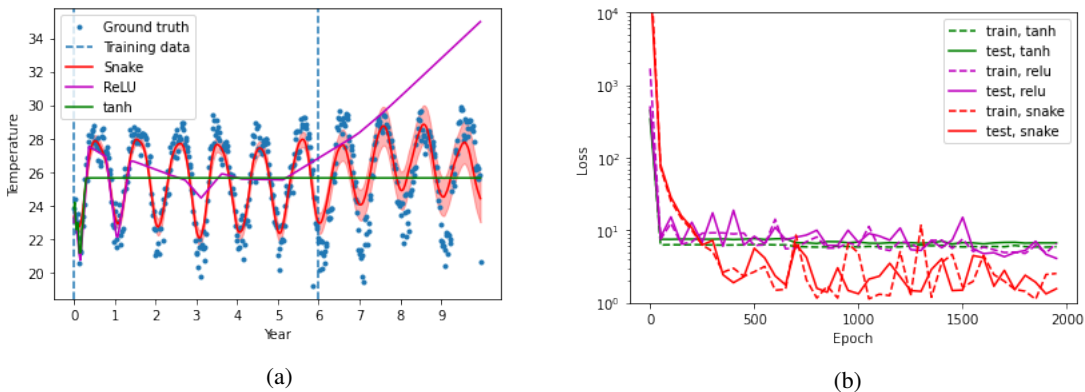 Ground truth
Training data
Snake
ReLU
tanh
34
32
30
28
26
24
22
20
Temperature
0 1 2 3 4 5 6 7 8 9
Year
(a)
train, tanh
test, tanh
train, relu
test, relu
train, snake
test, snake
10^4
10^3
10^2
10^1
10^0
Loss
0 500 1000 1500 2000
Epoch
(b)